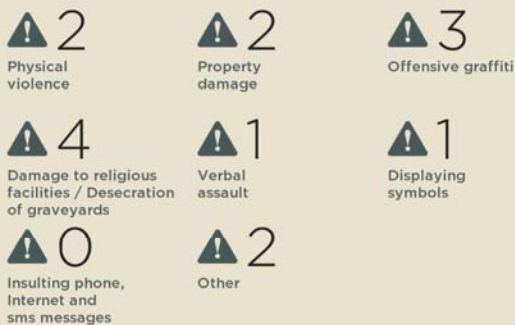 2
Physical
violence
2
Property
damage
3
Offensive graffiti
4
Damage to religious
facilities / Desecration
of graveyards
1
Verbal
assault
1
Displaying
symbols
0
Insulting phone,
Internet and
sms messages
2
Other